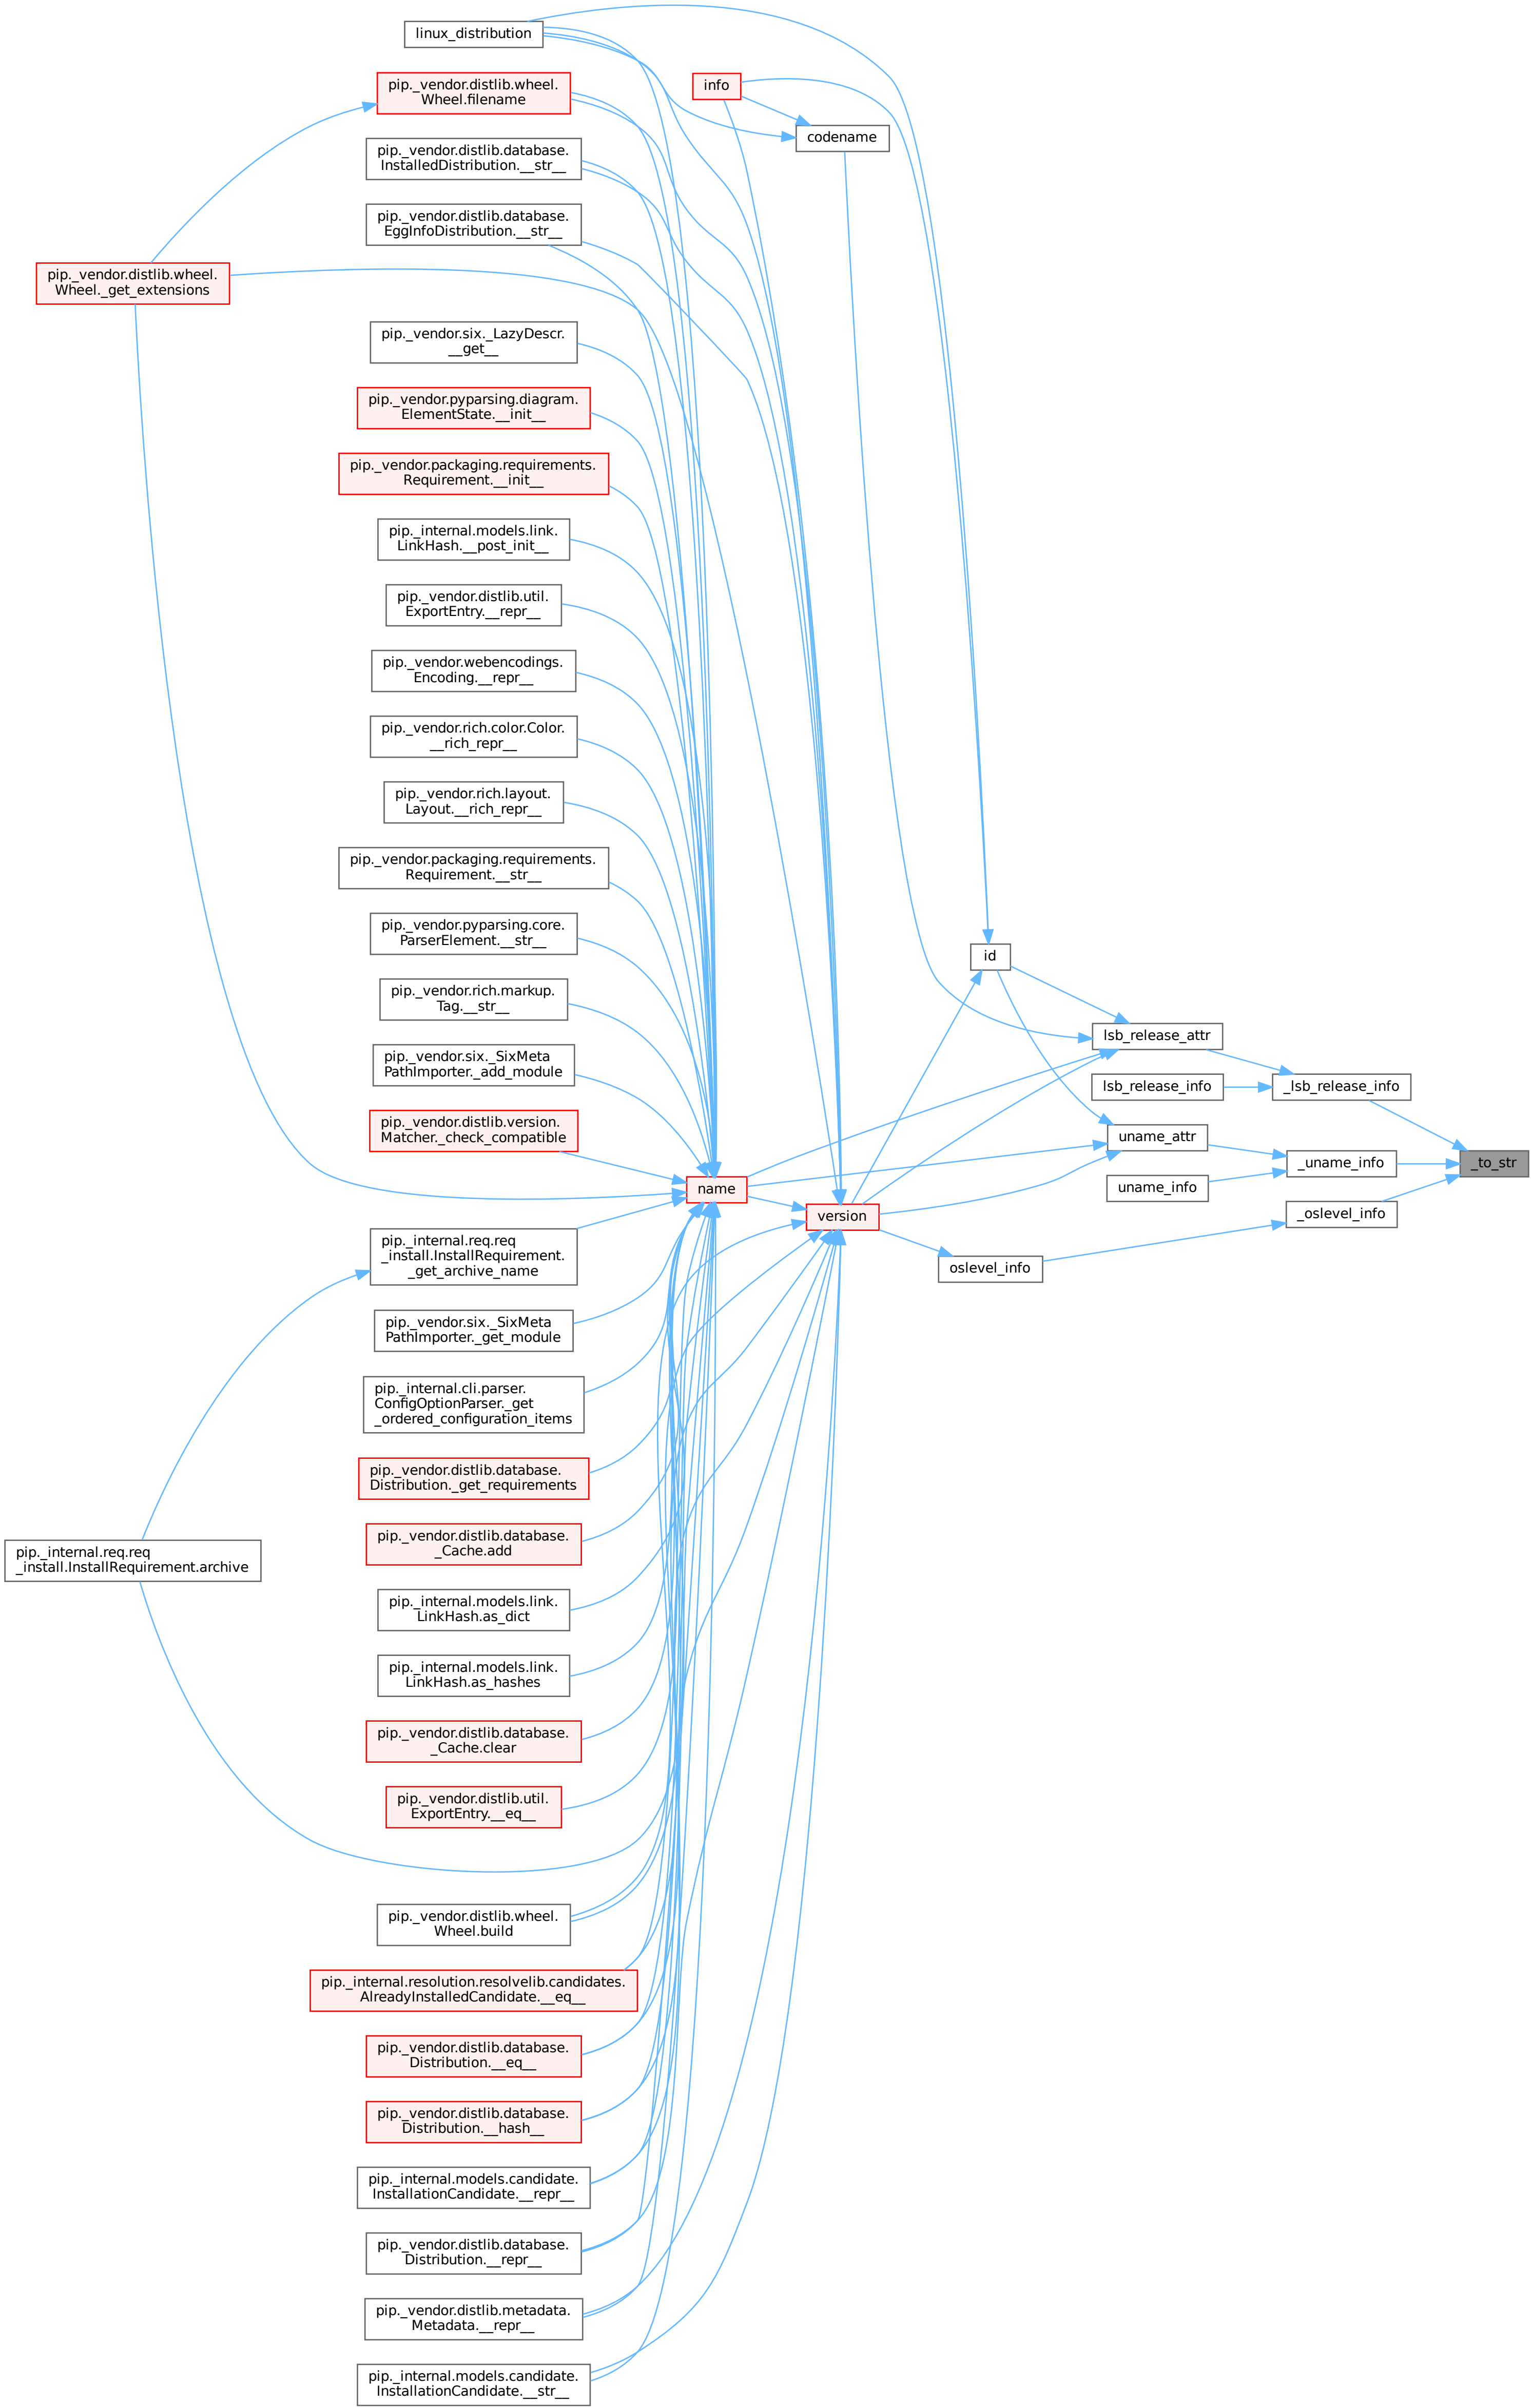 linux_distribution
pip._vendor.distlib.wheel.
Wheel.filename
info
codename
pip._vendor.distlib.database.
InstalledDistribution.__str__
pip._vendor.distlib.database.
EggInfoDistribution.__str__
pip._vendor.distlib.wheel.
Wheel._get_extensions
pip._vendor.six._LazyDescr.
__get__
pip._vendor.pyparsing.diagram.
ElementState.__init__
pip._vendor.packaging.requirements.
Requirement.__init__
pip._internal.models.link.
LinkHash.__post_init__
pip._vendor.distlib.util.
ExportEntry.__repr__
pip._vendor.webencodings.
Encoding.__repr__
pip._vendor.rich.color.Color.
__rich_repr__
pip._vendor.rich.layout.
Layout.__rich_repr__
pip._vendor.packaging.requirements.
Requirement.__str__
pip._vendor.pyparsing.core.
ParserElement.__str__
id
pip._vendor.rich.markup.
Tag.__str__
lsb_release_attr
pip._vendor.six._SixMeta
PathImporter._add_module
lsb_release_info
_lsb_release_info
pip._vendor.distlib.version.
Matcher._check_compatible
uname_attr
_uname_info
_to_str
name
uname_info
version
_oslevel_info
pip._internal.req.req
_install.InstallRequirement.
_get_archive_name
oslevel_info
pip._vendor.six._SixMeta
PathImporter._get_module
pip._internal.cli.parser.
ConfigOptionParser._get
_ordered_configuration_items
pip._vendor.distlib.database.
Distribution._get_requirements
pip._vendor.distlib.database.
_Cache.add
pip._internal.req.req
_install.InstallRequirement.archive
pip._internal.models.link.
LinkHash.as_dict
pip._internal.models.link.
LinkHash.as_hashes
pip._vendor.distlib.database.
_Cache.clear
pip._vendor.distlib.util.
ExportEntry.__eq__
pip._vendor.distlib.wheel.
Wheel.build
pip._internal.resolution.resolvelib.candidates.
AlreadyInstalledCandidate.__eq__
pip._vendor.distlib.database.
Distribution.__eq__
pip._vendor.distlib.database.
Distribution.__hash__
pip._internal.models.candidate.
InstallationCandidate.__repr__
pip._vendor.distlib.database.
Distribution.__repr__
pip._vendor.distlib.metadata.
Metadata.__repr__
pip._internal.models.candidate.
InstallationCandidate.__str__